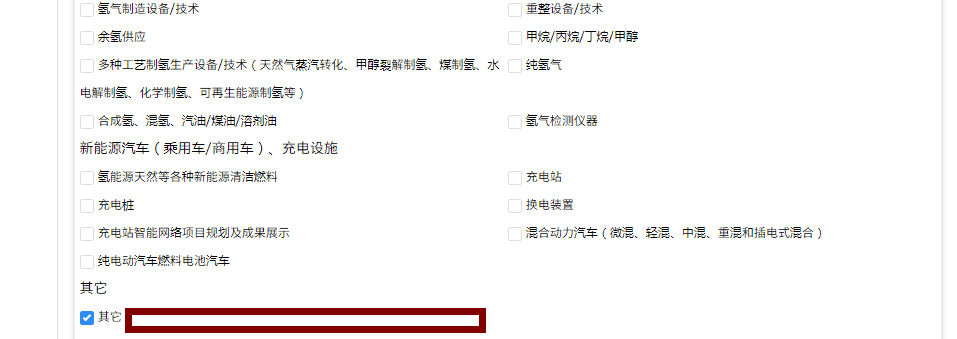 氢气制造设备/技术 重整设备/技术
余氢供应 甲烷/丙烷/丁烷/甲醇
多种工艺制氢生产设备/技术（天然气蒸汽转化、甲醇裂解制氢、煤制氢、水 纯氢气
电解制氢、化学制氢、可再生能源制氢等）
合成氢、混氢、汽油/煤油/溶剂油 氢气检测仪器
新能源汽车（乘用车/商用车）、充电设施
氢能源天然等各种新能源清洁燃料 充电站
充电桩 换电装置
充电站智能网络项目规划及成果展示 混合动力汽车（微混、轻混、中混、重混和插电式混合）
纯电动汽车燃料电池汽车
其它
其它